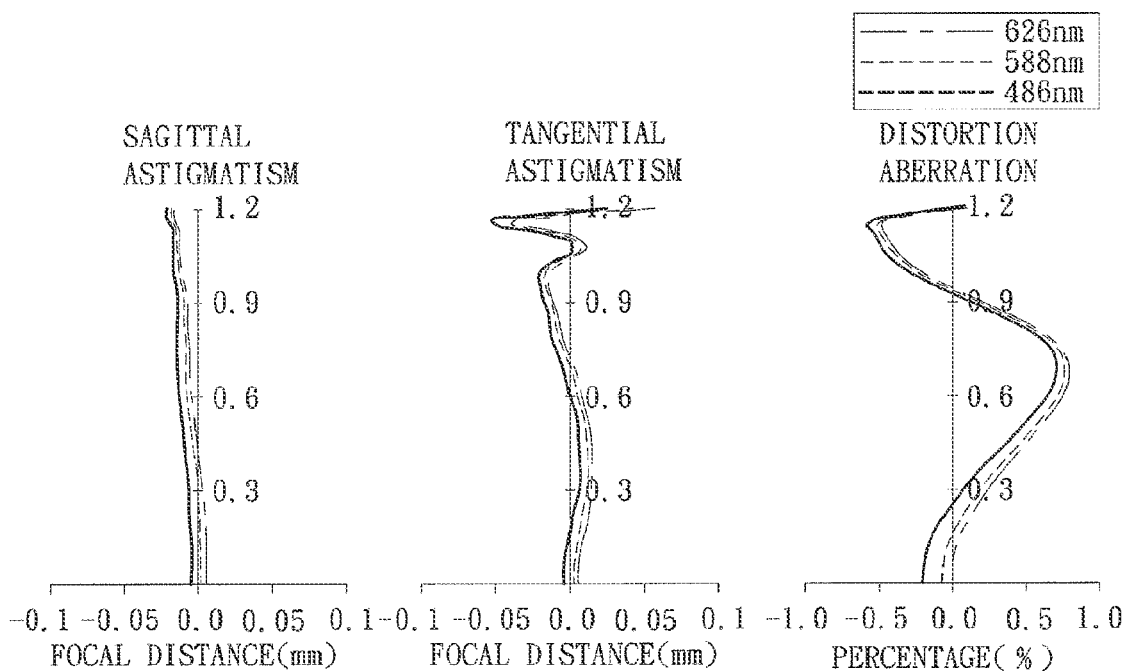 626nm
588nm
486nm
SAGITTAL
ASTIGMATISM
TANGENTIAL
ASTIGMATISM
DISTORTION
ABERRATION
1.2
0.9
0.6
0.3
-0.1 -0.05 0.0 0.05 0.1
FOCAL DISTANCE(mm)
1.2
0.9
0.6
0.3
-0.1 -0.05 0.0 0.05 0.1
FOCAL DISTANCE(mm)
1.2
0.9
0.6
0.3
-1.0 -0.5 0.0 0.5 1.0
PERCENTAGE(%)